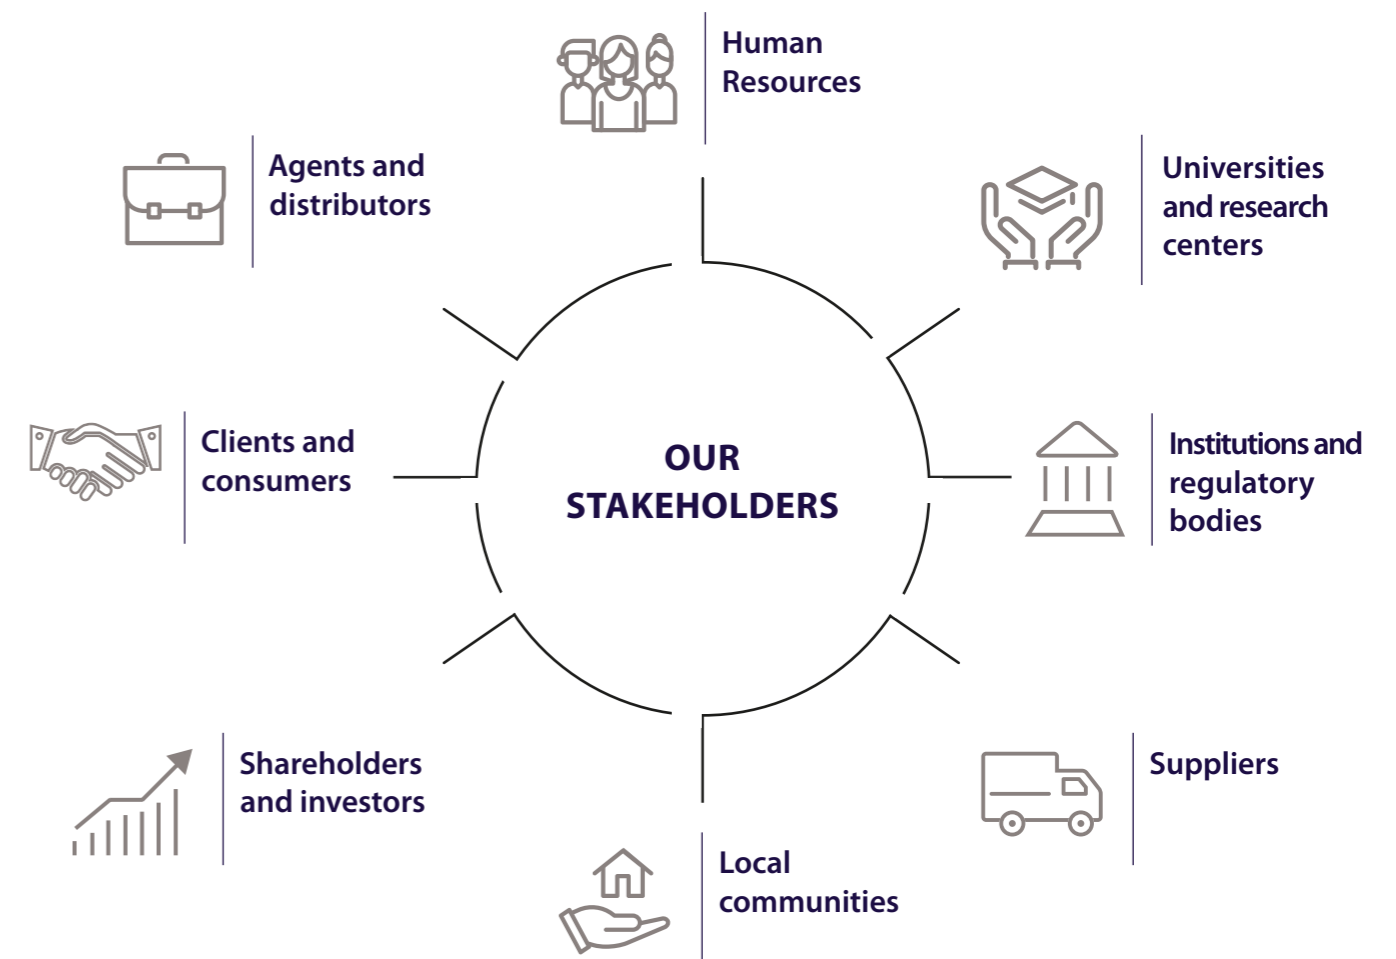 Human
Resources
Agents and
distributors
Universities
and research
centers
Clients and
consumers
OUR
STAKEHOLDERS
Institutions and
regulatory
bodies
Shareholders
and investors
Suppliers
Local
communities